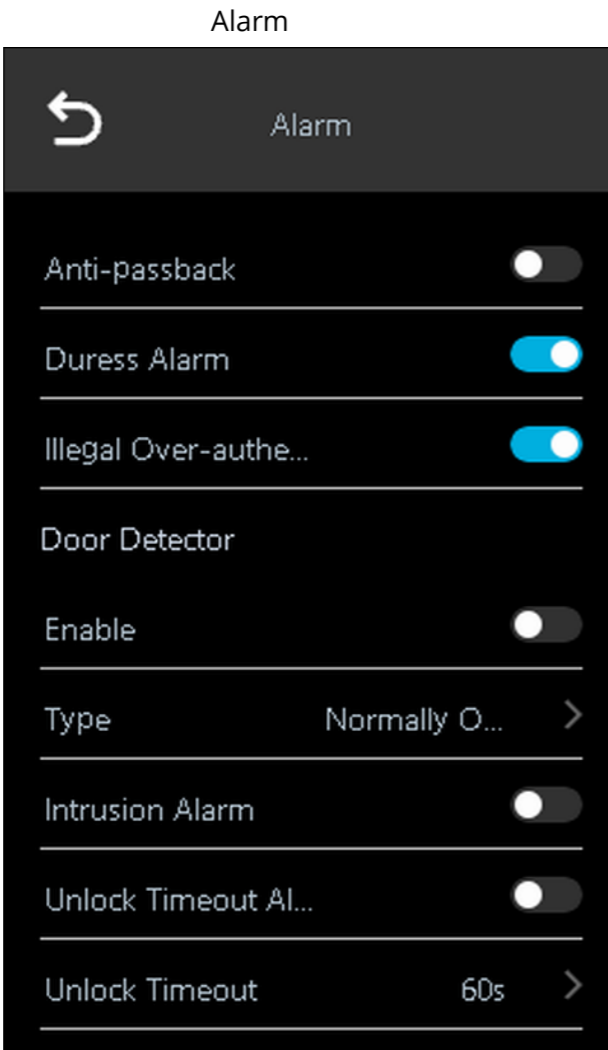 Alarm
Alarm
Anti-passback
Duress Alarm
Illegal Over-authe...
Door Detector
Enable
Type Normally O...
Intrusion Alarm
Unlock Timeout Al...
Unlock Timeout 60s